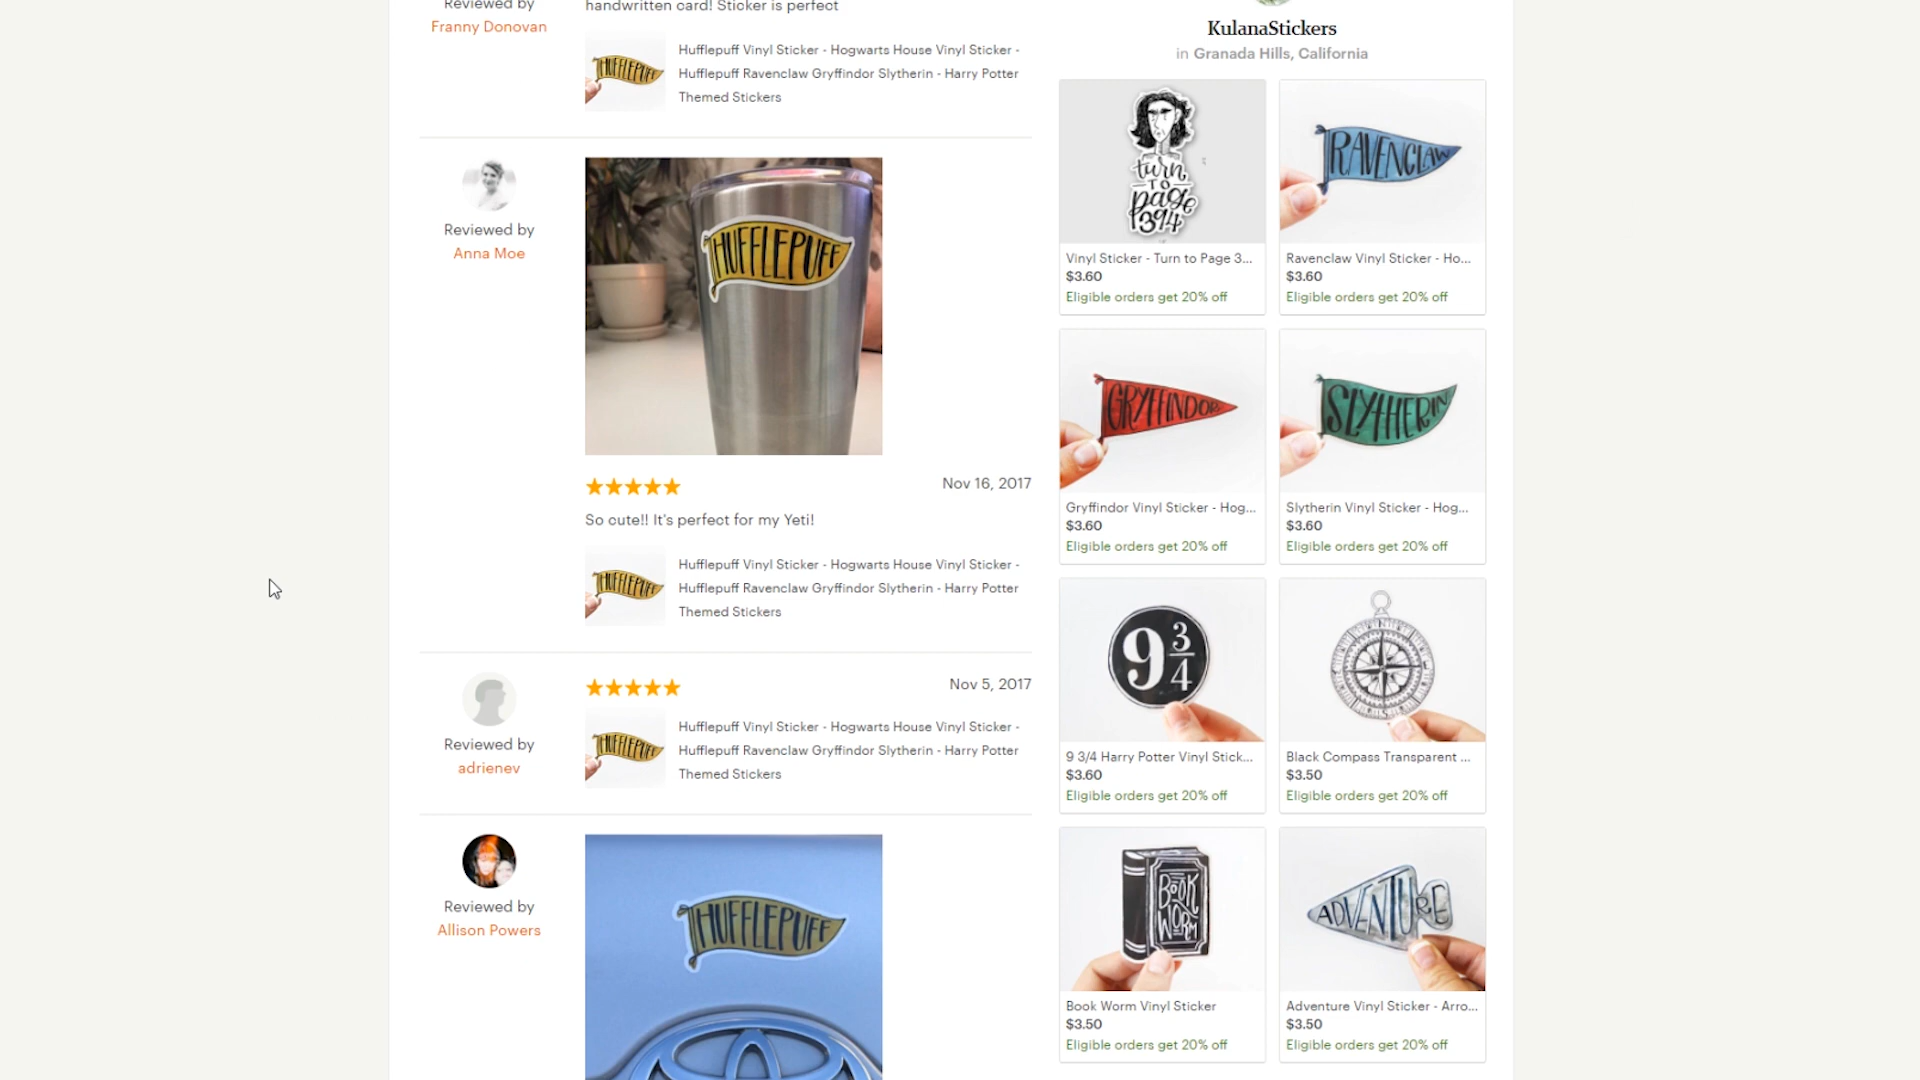 Reviewed by
Franny Donovan
handwritten card! Sticker is perfect
HUFFLEPUFF
Hufflepuff Vinyl Sticker - Hogwarts House Vinyl Sticker -
Hufflepuff Ravenclaw Gryffindor Slytherin - Harry Potter
Themed Stickers
Reviewed by
Anna Moe
HUFFLEPUFF
Nov 16, 2017
So cute!! It's perfect for my Yeti!
HUFFLEPUFF
Hufflepuff Vinyl Sticker - Hogwarts House Vinyl Sticker -
Hufflepuff Ravenclaw Gryffindor Slytherin - Harry Potter
Themed Stickers
Reviewed by
adrienev
Nov 5, 2017
HUFFLEPUFF
Hufflepuff Vinyl Sticker - Hogwarts House Vinyl Sticker -
Hufflepuff Ravenclaw Gryffindor Slytherin - Harry Potter
Themed Stickers
Reviewed by
Allison Powers
HUFFLEPUFF
KulanaStickers
in Granada Hills, California
turn
TO
page
394
Vinyl Sticker - Turn to Page 3...
$3.60
Eligible orders get 20% off
RAVENCLAW
Ravenclaw Vinyl Sticker - Ho...
$3.60
Eligible orders get 20% off
GRYFFINDOR
Gryffindor Vinyl Sticker - Hog...
$3.60
Eligible orders get 20% off
SLYTHERIN
Slytherin Vinyl Sticker - Hog...
$3.60
Eligible orders get 20% off
9 3/4
9 3/4 Harry Potter Vinyl Stick...
$3.60
Eligible orders get 20% off
Black Compass Transparent ...
$3.50
Eligible orders get 20% off
BOOK
WORM
Book Worm Vinyl Sticker
$3.50
Eligible orders get 20% off
ADVENTURE
Adventure Vinyl Sticker - Arro...
$3.50
Eligible orders get 20% off